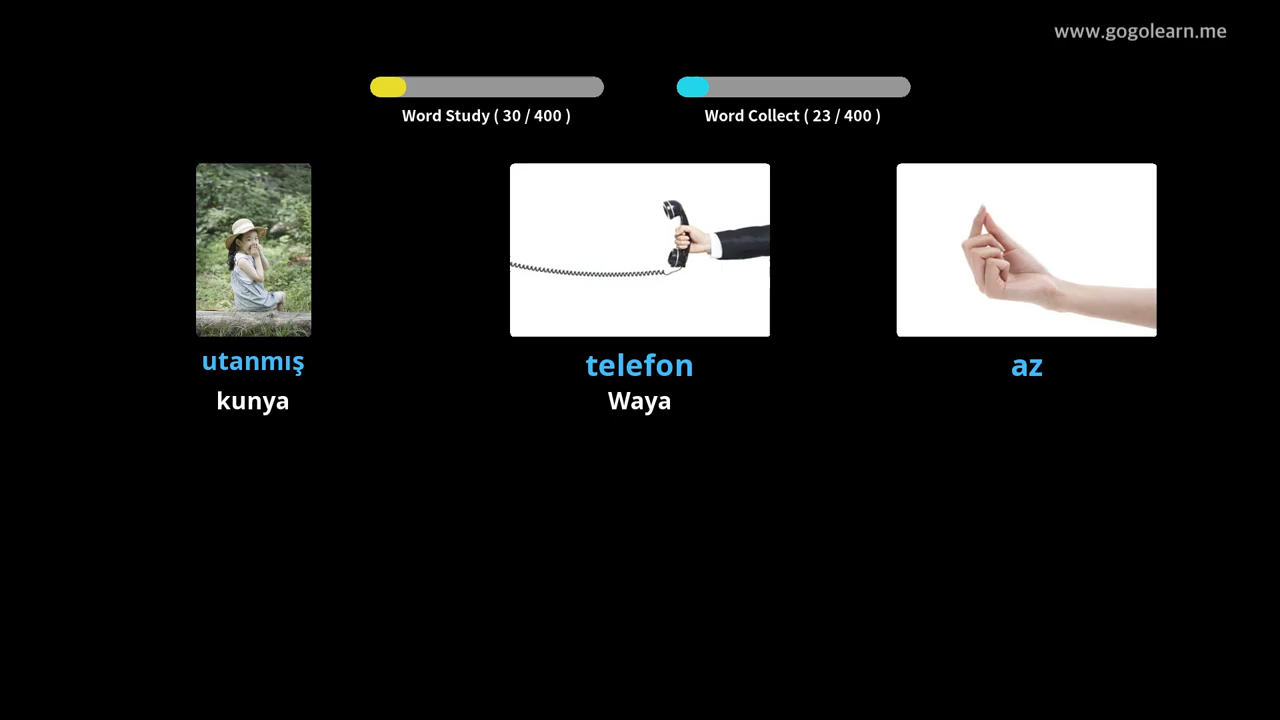 www.gogolearn.me
Word Study ( 30 / 400 )
Word Collect ( 23 / 400 )
utanmış
telefon
az
kunya
Waya